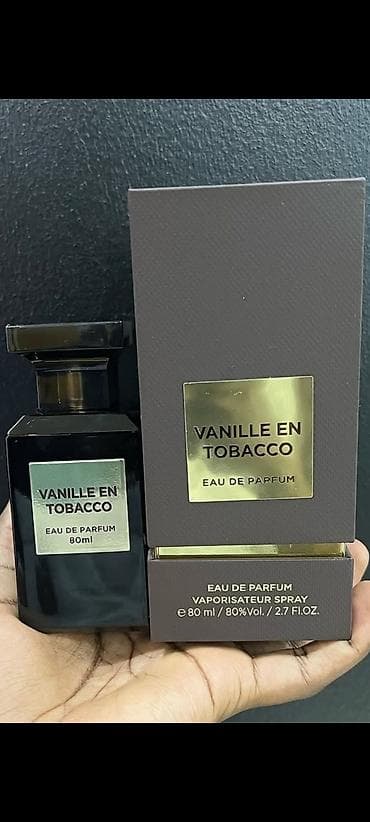 VANILLE EN
TOBACCO
EAU DE PARFUM
80ml
VANILLE EN
TOBACCO
EAU DE PARFUM
EAU DE PARFUM
VAPORISATEUR SPRAY
℮ 80 ml / 80%Vol. / 2.7 Fl.OZ.